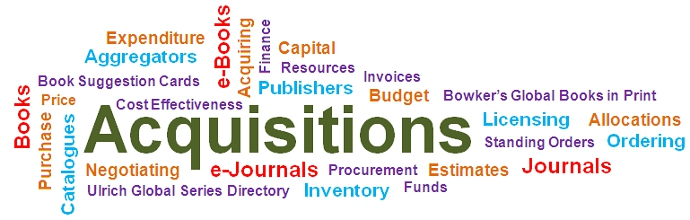 Expenditure
Aggregators
Book Suggestion Cards
Cost Effectiveness
Books
Price
Purchase
Catalogues
e-Books
Acquiring
Finance
Capital
Resources
Publishers
Invoices
Budget
Bowker's Global Books in Print
Acquisitions
Licensing
Allocations
Standing Orders
Ordering
Negotiating
e-Journals
Procurement
Estimates
Journals
Ulrich Global Series Directory
Inventory
Funds